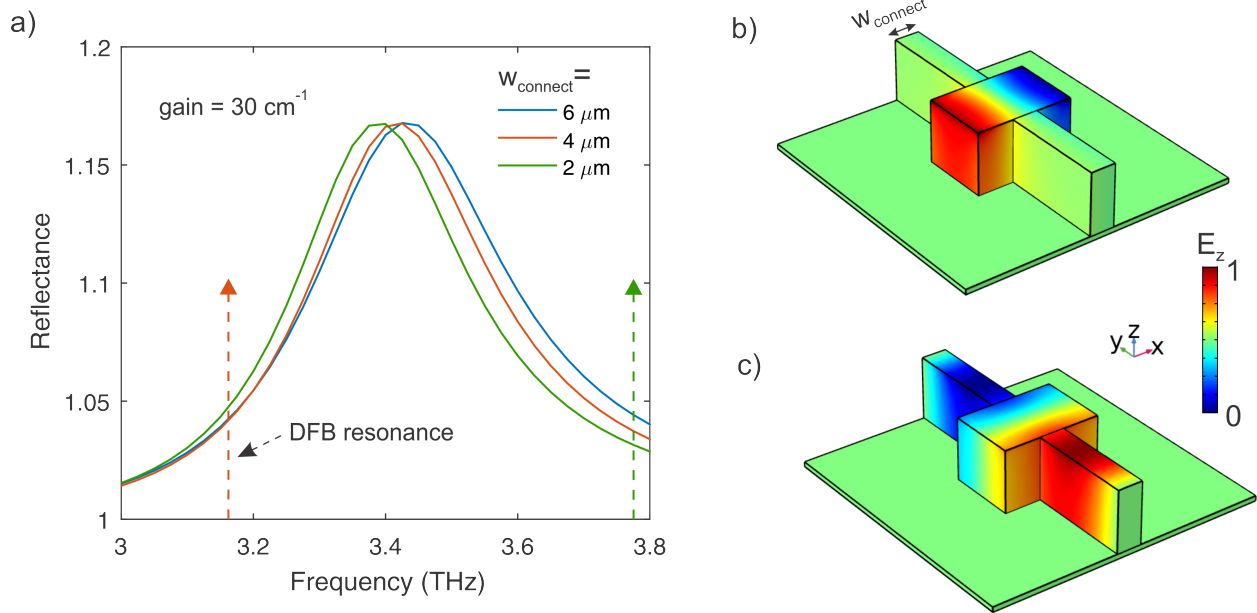 a)
1.2
1.15
1.1
1.05
1
Reflectance
gain = 30 cm⁻¹
w_connect=
6 μm
4 μm
2 μm
DFB resonance
3
3.2
3.4
3.6
3.8
Frequency (THz)
b)
w_connect
E_z
1
0
z
y
x
c)